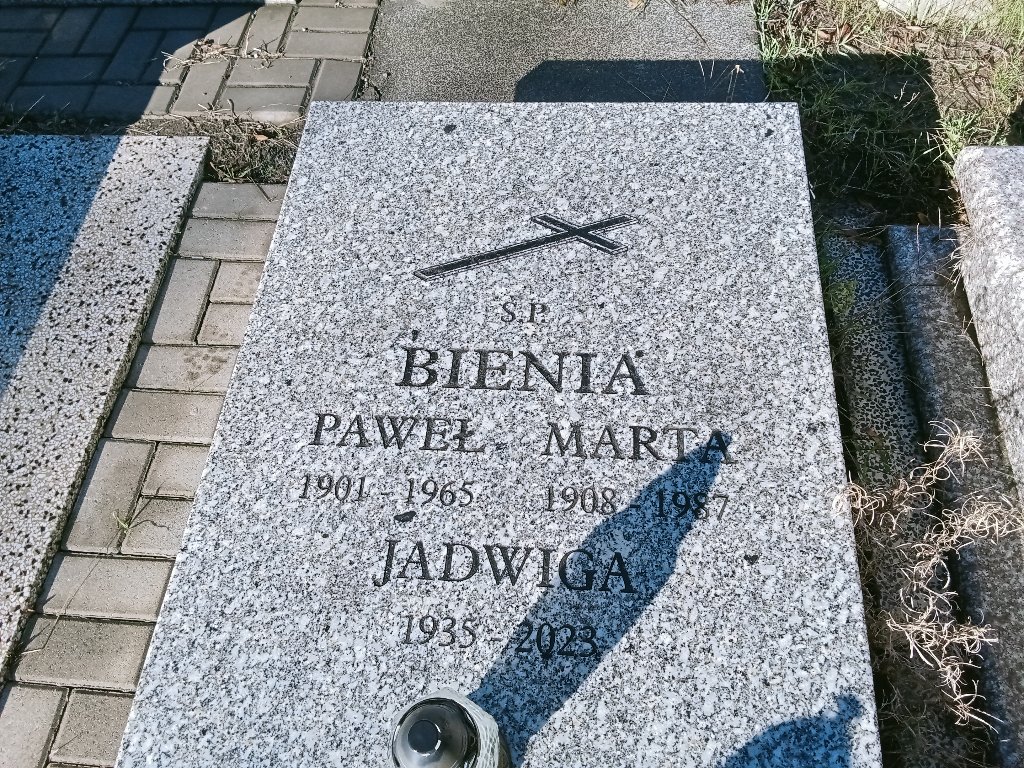 S.P.
BIENIA
PAWEŁ MARTA
1901 - 1965 1908 - 1987
JADWIGA
1935 - 2023